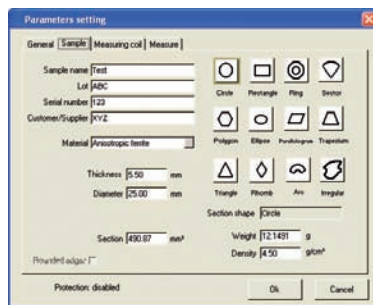 Parameters setting
General Sample Measuring coil Measure
Sample name Test
Lot ABC
Serial number 123
Customer/Supplier XYZ
Material Anisotropic ferrite
Thickness 5.50 mm
Diameter 25.00 mm
Section 490.87 mm²
Rounded edges
Circle Rectangle Ring Sector
Polygon Ellipse Parallelogram Trapezium
Triangle Rhomb Arc Irregular
Section shape Circle
Weight 12.1491 g
Density 4.50 g/cm³
Protection: disabled
Ok Cancel